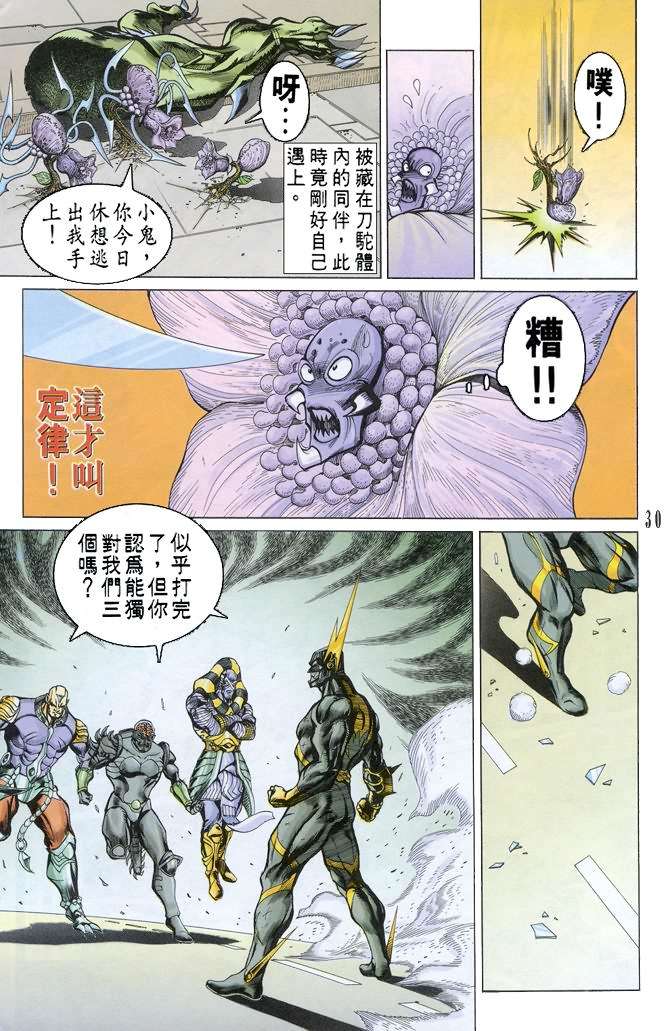 噗！
呀…
被藏在刀駝體
內的同伴，此
時竟剛好自己
遇上。
小鬼，
你今日
休想逃
出我手
上！
糟!!
這才叫
定律！
30
似乎打完
了，但你
認為能獨
對我們三
個嗎？